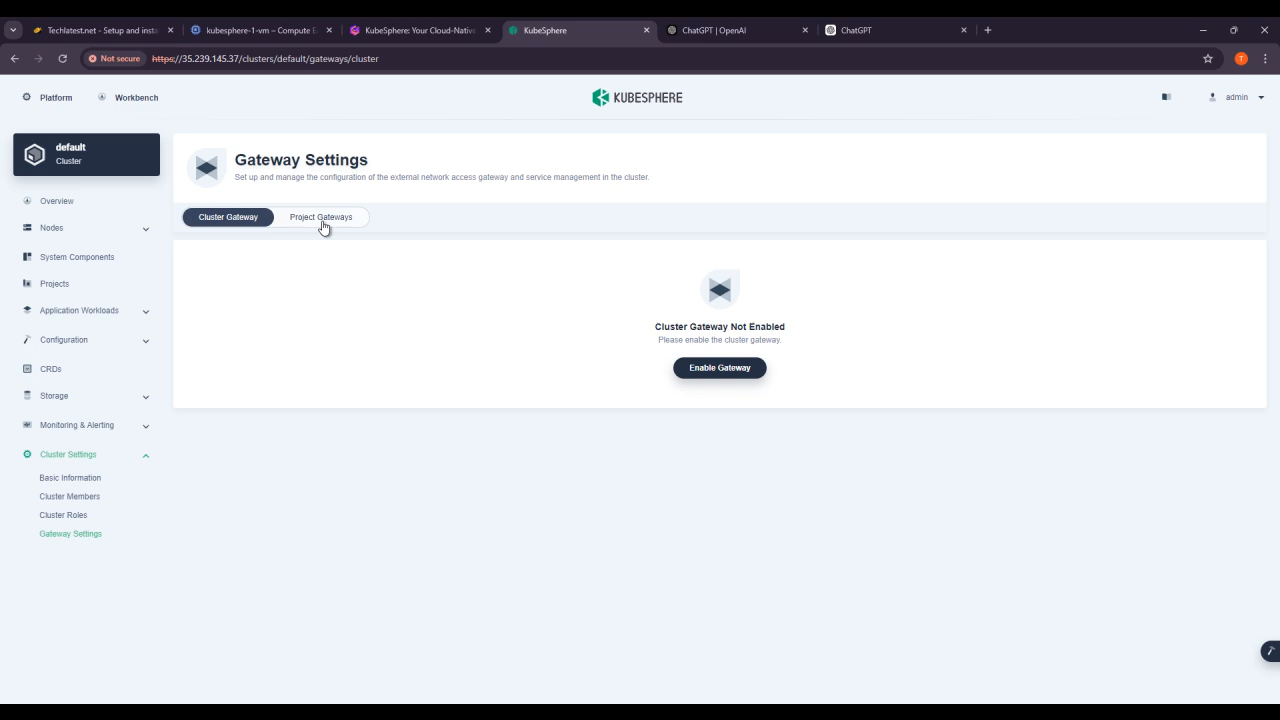 Techlatest.net - Setup and insta
kubesphere-1-vm – Compute E
KubeSphere: Your Cloud-Native
KubeSphere
ChatGPT | OpenAI
ChatGPT
Not secure
https://35.239.145.37/clusters/default/gateways/cluster
T
Platform
Workbench
KUBESPHERE
admin
default
Cluster
Overview
Nodes
System Components
Projects
Application Workloads
Configuration
CRDs
Storage
Monitoring & Alerting
Cluster Settings
Basic Information
Cluster Members
Cluster Roles
Gateway Settings
Gateway Settings
Set up and manage the configuration of the external network access gateway and service management in the cluster.
Cluster Gateway
Project Gateways
Cluster Gateway Not Enabled
Please enable the cluster gateway.
Enable Gateway